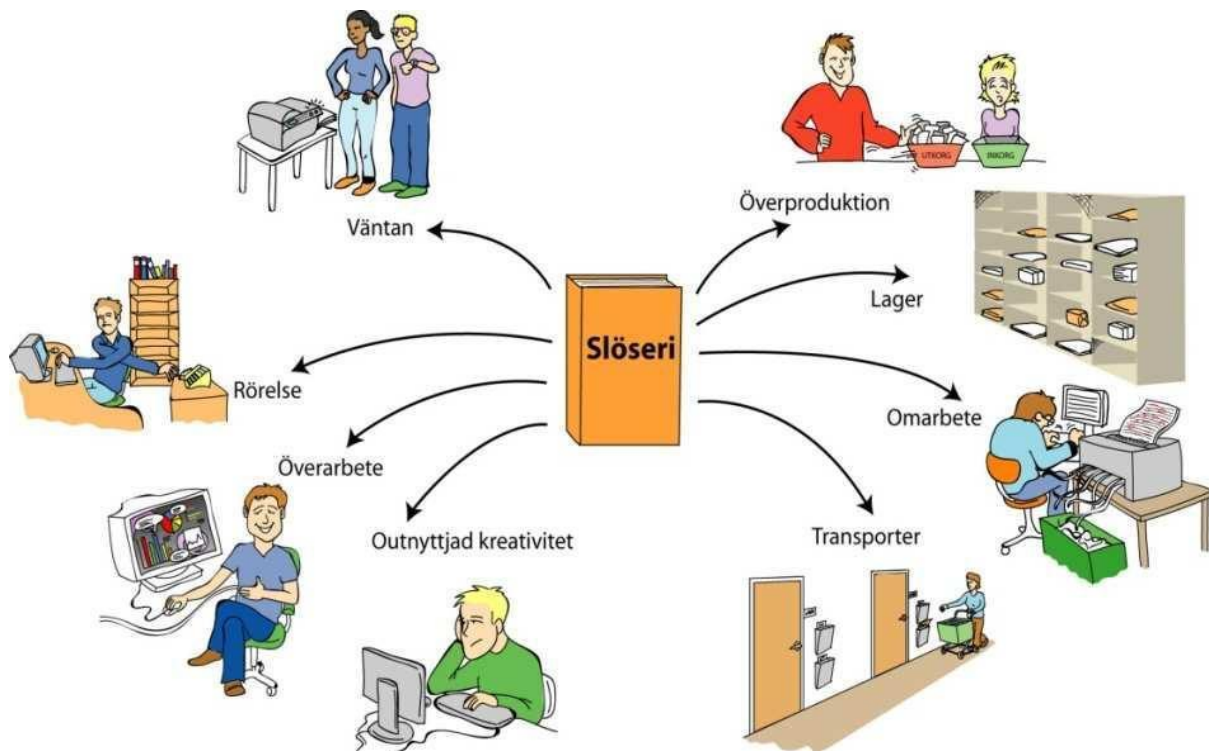 UTKORG
INKORG
Väntan
Överproduktion
Lager
Slöseri
Rörelse
Omarbete
Överarbete
Outnyttjad kreativitet
Transporter